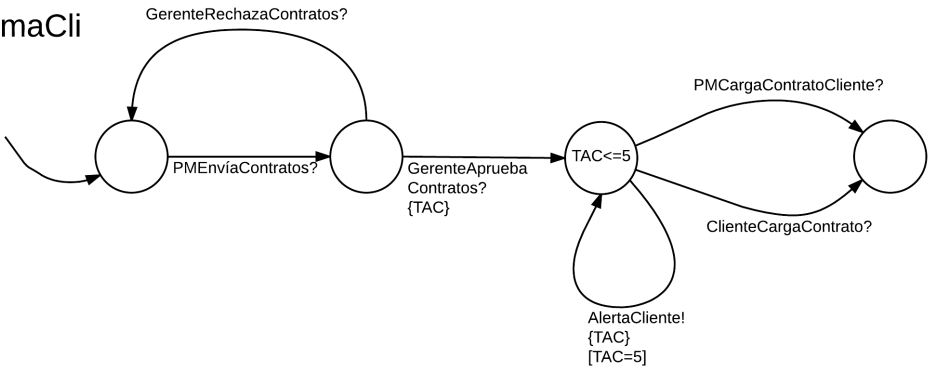 GerenteRechazaContratos?
maCli
PMCargaContratoCliente?
TAC<=5
PMEnvíaContratos?
GerenteAprueba
Contratos?
{TAC}
ClienteCargaContrato?
AlertaCliente!
{TAC}
[TAC=5]